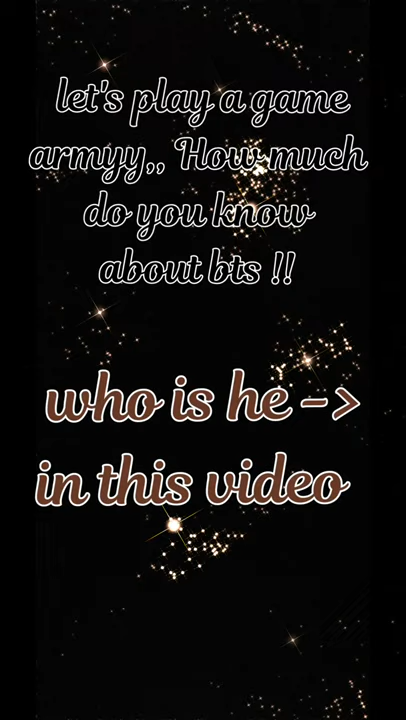 let's play a game
armyy,, How much
do you know
about bts !!
who is he ->
in this video